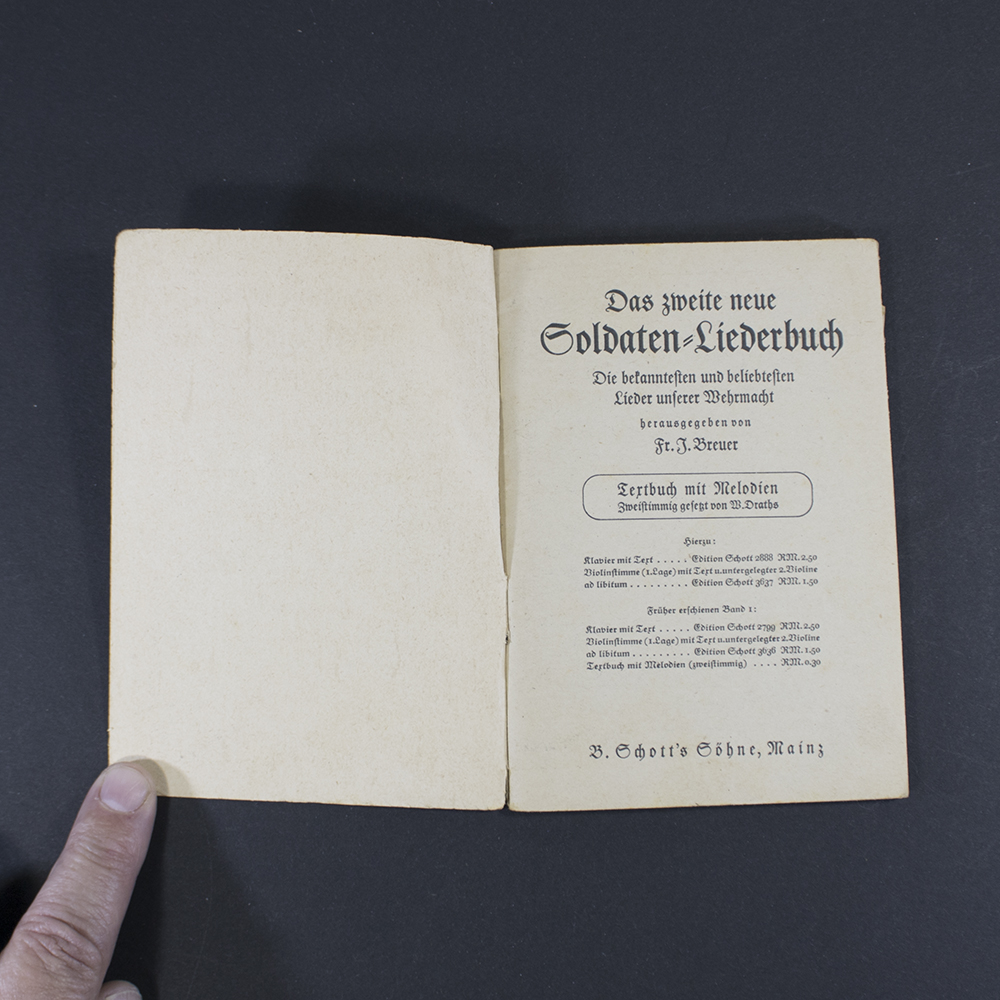 Das zweite neue
Soldaten-Liederbuch
Die bekanntesten und beliebtesten
Lieder unserer Wehrmacht
herausgegeben von
Fr. J. Breuer
Textbuch mit Melodien
Zweistimmig gesetzt von W. Draths
Hierzu:
Klavier mit Text . . . . . Edition Schott 2888 RM. 2.50
Violinstimme (1. Lage) mit Text u. untergelegter 2. Violine
ad libitum . . . . . . . . . Edition Schott 3637 RM. 1.50
Früher erschienen Band 1:
Klavier mit Text . . . . . Edition Schott 2799 RM. 2.50
Violinstimme (1. Lage) mit Text u. untergelegter 2. Violine
ad libitum . . . . . . . . . Edition Schott 3636 RM. 1.50
Textbuch mit Melodien (zweistimmig) . . . . RM. 0.30
B. Schott's Söhne, Mainz